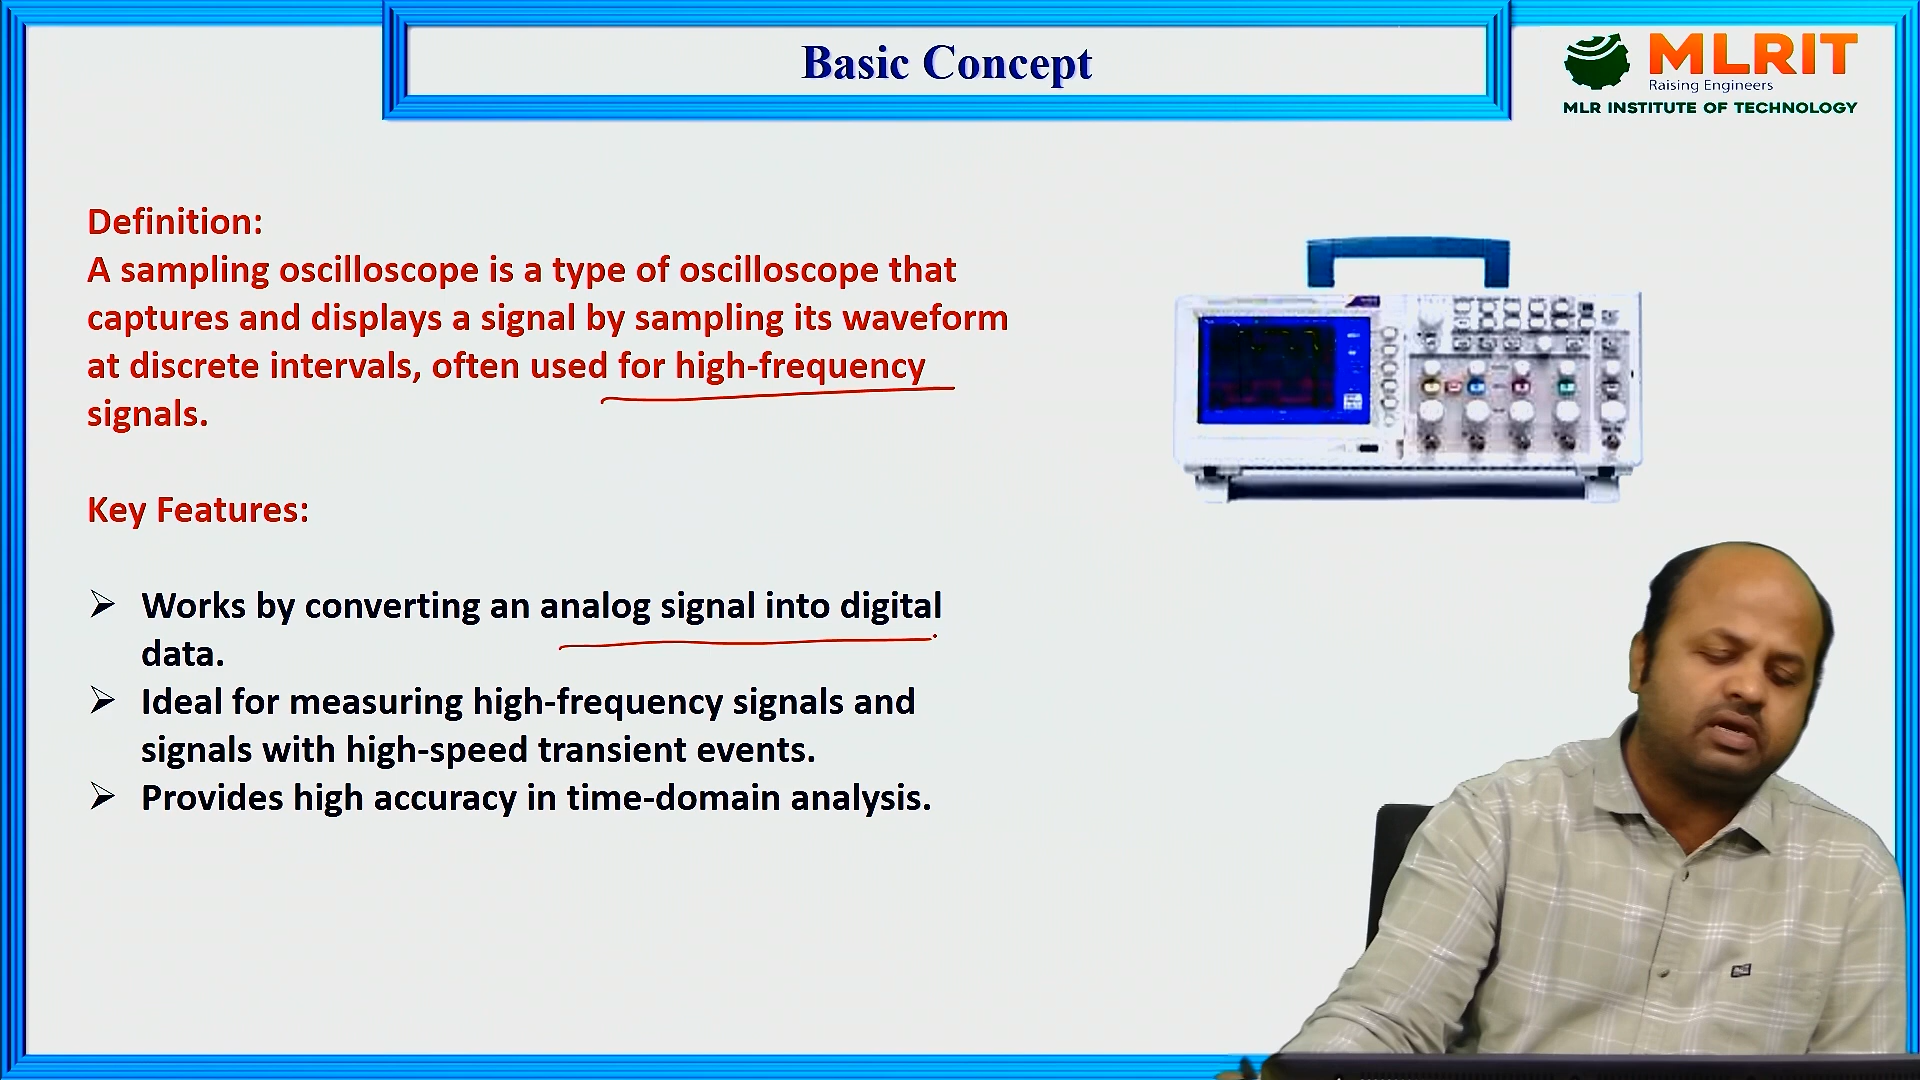 Basic Concept
MLRIT
Raising Engineers
MLR INSTITUTE OF TECHNOLOGY
Definition:
A sampling oscilloscope is a type of oscilloscope that
captures and displays a signal by sampling its waveform
at discrete intervals, often used for high-frequency
signals.
Key Features:
Works by converting an analog signal into digital
data.
Ideal for measuring high-frequency signals and
signals with high-speed transient events.
Provides high accuracy in time-domain analysis.